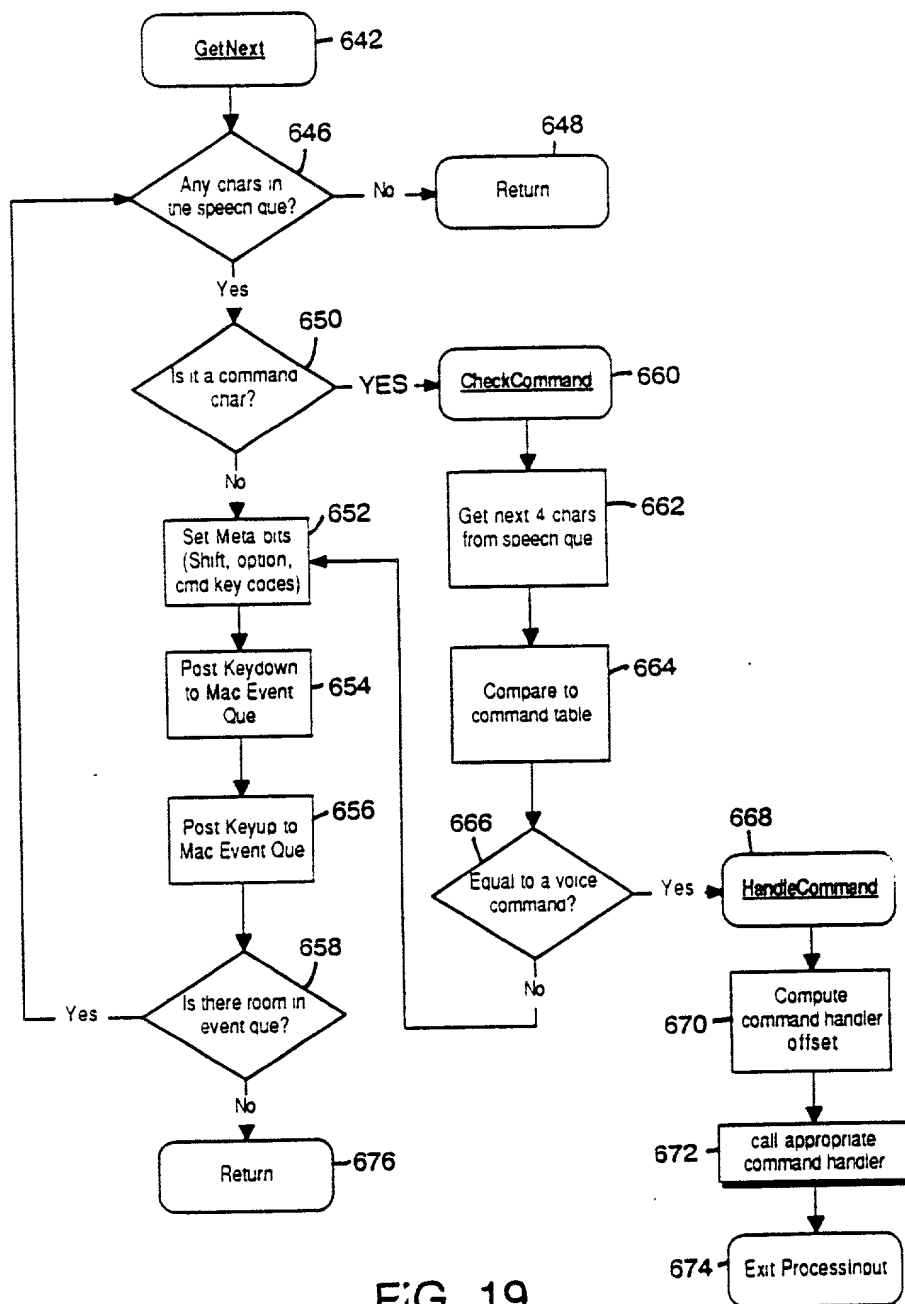 GetNext
642
646
Any chars in
the speech que?
No
648
Return
Yes
650
Is it a command
char?
YES
CheckCommand
660
No
652
Set Meta bits
(Shift, option,
cmd key codes)
662
Get next 4 chars
from speech que
Post Keydown
to Mac Event
Que
654
664
Compare to
command table
Post Keyup to
Mac Event Que
656
666
Equal to a voice
command?
Yes
668
HandleCommand
No
658
Is there room in
event que?
Yes
No
670
Compute
command handler
offset
Return
676
672
call appropriate
command handler
674
Exit ProcessInput
FIG. 19